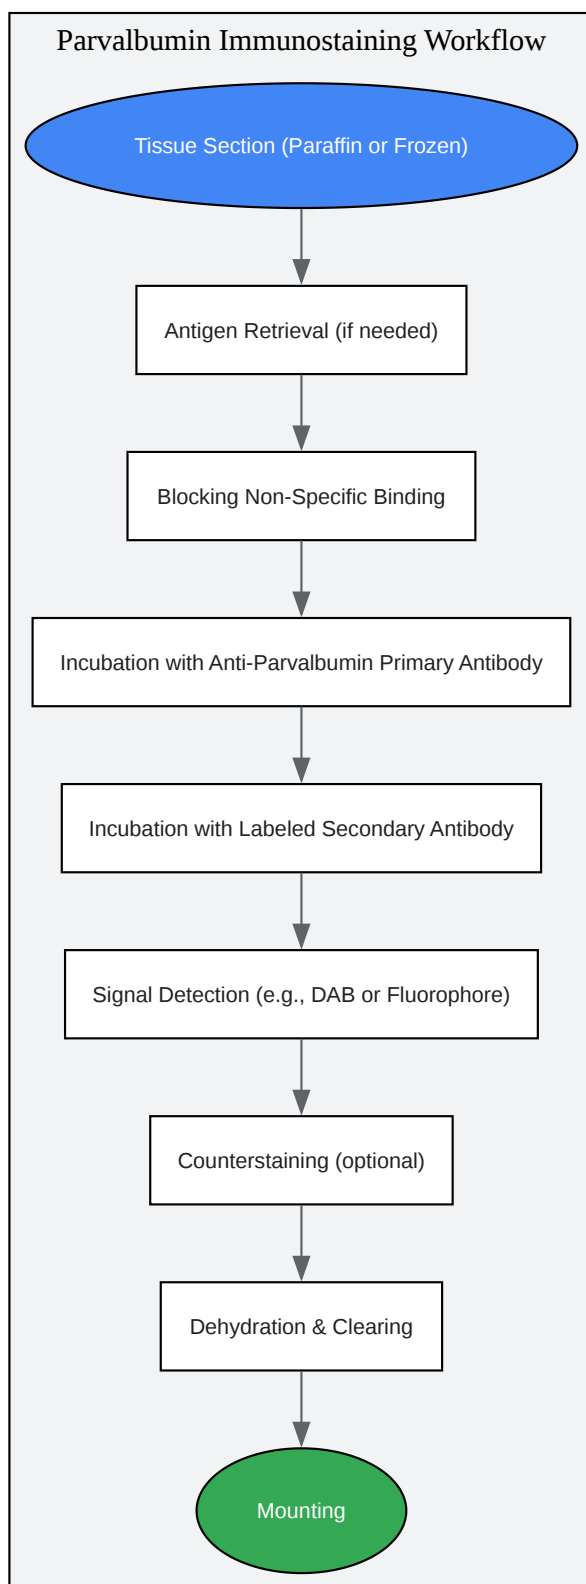 Parvalbumin Immunostaining Workflow
Tissue Section (Paraffin or Frozen)
Antigen Retrieval (if needed)
Blocking Non-Specific Binding
Incubation with Anti-Parvalbumin Primary Antibody
Incubation with Labeled Secondary Antibody
Signal Detection (e.g., DAB or Fluorophore)
Counterstaining (optional)
Dehydration & Clearing
Mounting